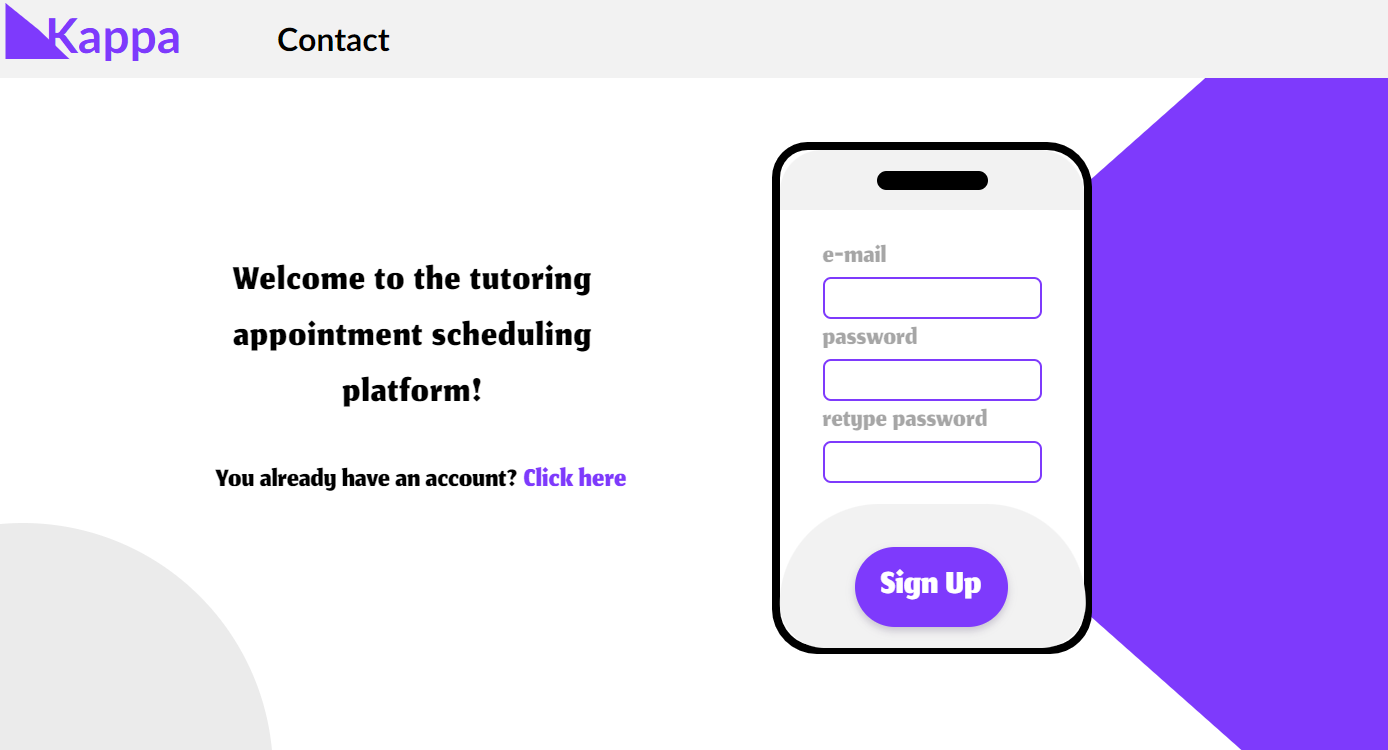 Kappa
Contact
Welcome to the tutoring
appointment scheduling
platform!
You already have an account? Click here
e-mail
password
retype password
Sign Up